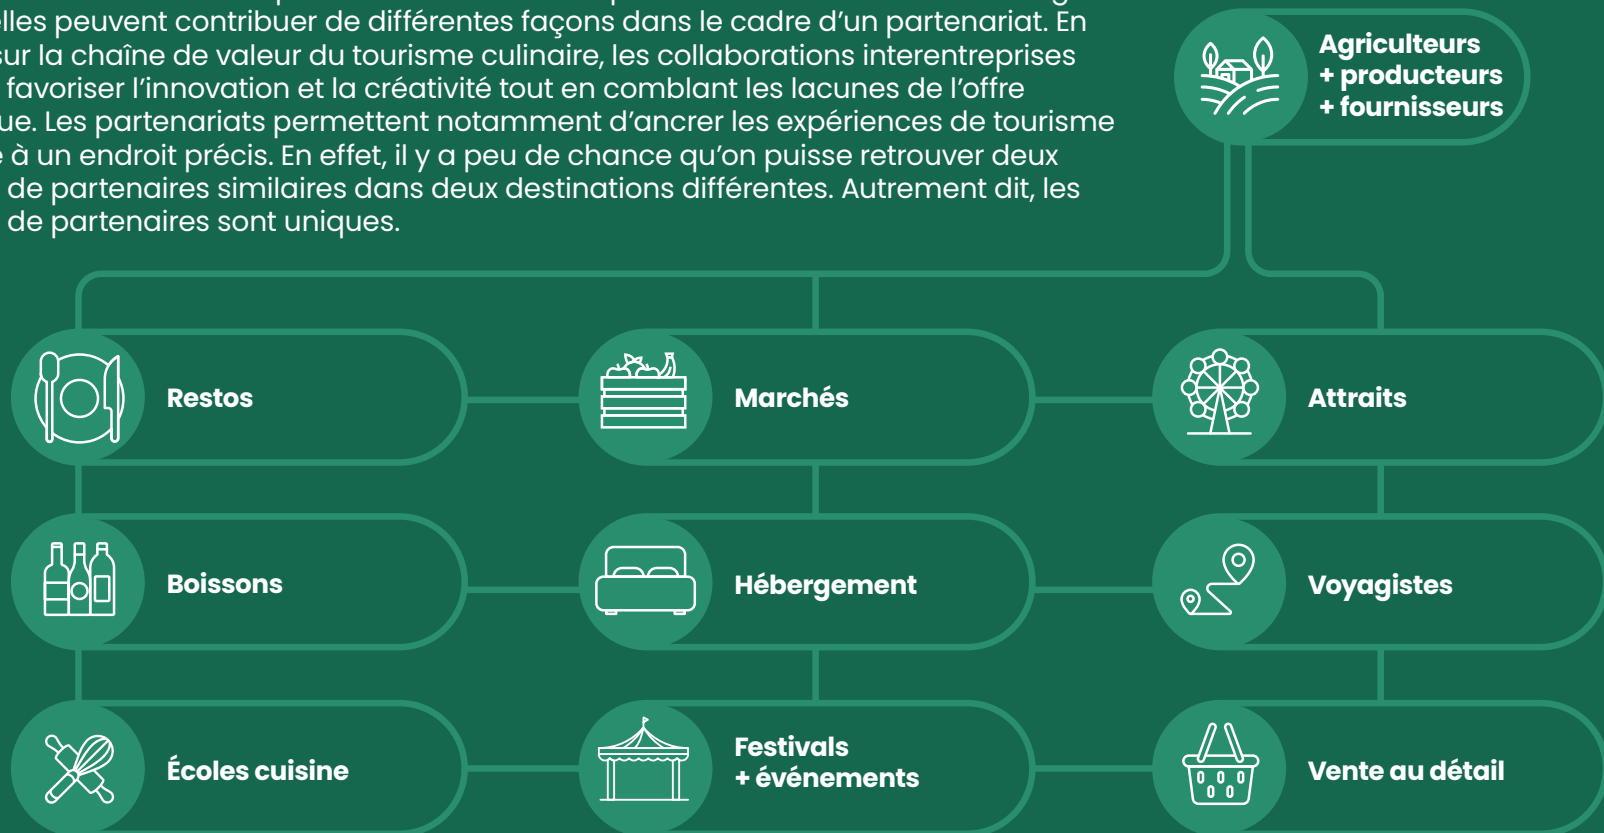 elles peuvent contribuer de différentes façons dans le cadre d'un partenariat. En
sur la chaîne de valeur du tourisme culinaire, les collaborations interentreprises
favoriser l'innovation et la créativité tout en comblant les lacunes de l'offre
ue. Les partenariats permettent notamment d'ancrer les expériences de tourisme
à un endroit précis. En effet, il y a peu de chance qu'on puisse retrouver deux
de partenaires similaires dans deux destinations différentes. Autrement dit, les
de partenaires sont uniques.
Agriculteurs
+ producteurs
+ fournisseurs
Restos
Marchés
Attraits
Boissons
Hébergement
Voyagistes
Écoles cuisine
Festivals
+ événements
Vente au détail